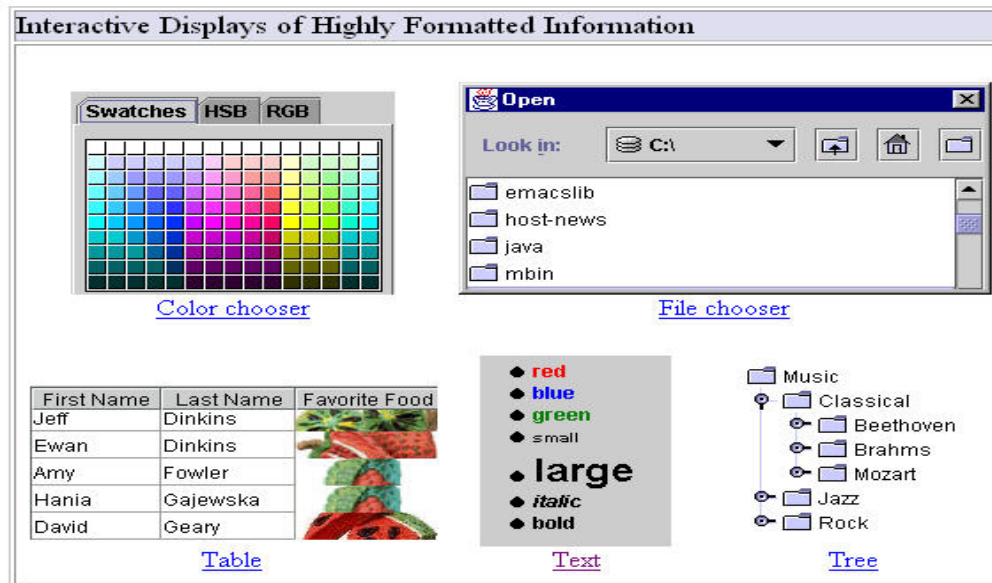 Interactive Displays of Highly Formatted Information
Swatches HSB RGB
Color chooser
Open
Look in: C:\
emacslib
host-news
java
mbin
File chooser
First Name Last Name Favorite Food
Jeff Dinkins
Ewan Dinkins
Amy Fowler
Hania Gajewska
David Geary
Table
red
blue
green
small
large
italic
bold
Text
Music
Classical
Beethoven
Brahms
Mozart
Jazz
Rock
Tree